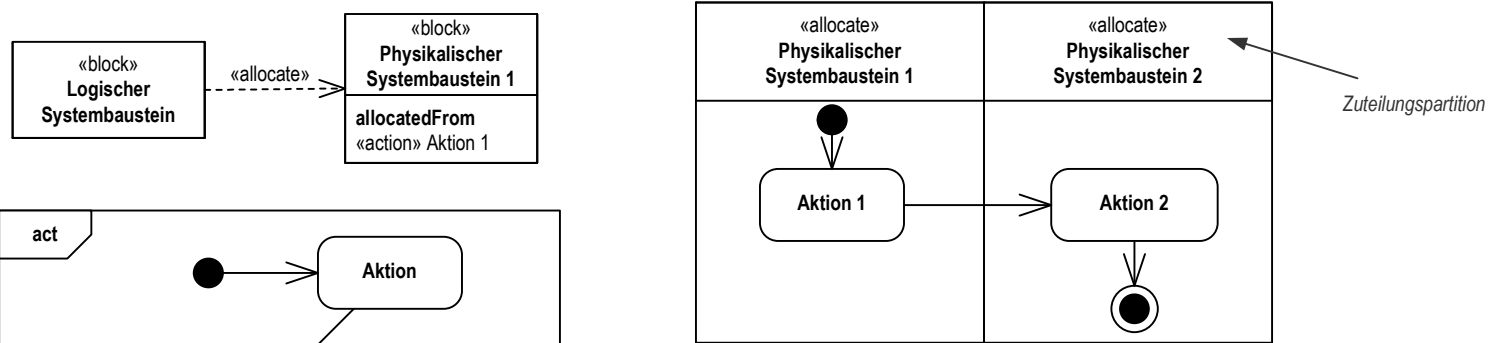 «block»
Logischer
Systembaustein
«allocate»
«block»
Physikalischer
Systembaustein 1
allocatedFrom
«action» Aktion 1
act
Aktion
«allocate»
Physikalischer
Systembaustein 1
«allocate»
Physikalischer
Systembaustein 2
Zuteilungspartition
Aktion 1
Aktion 2